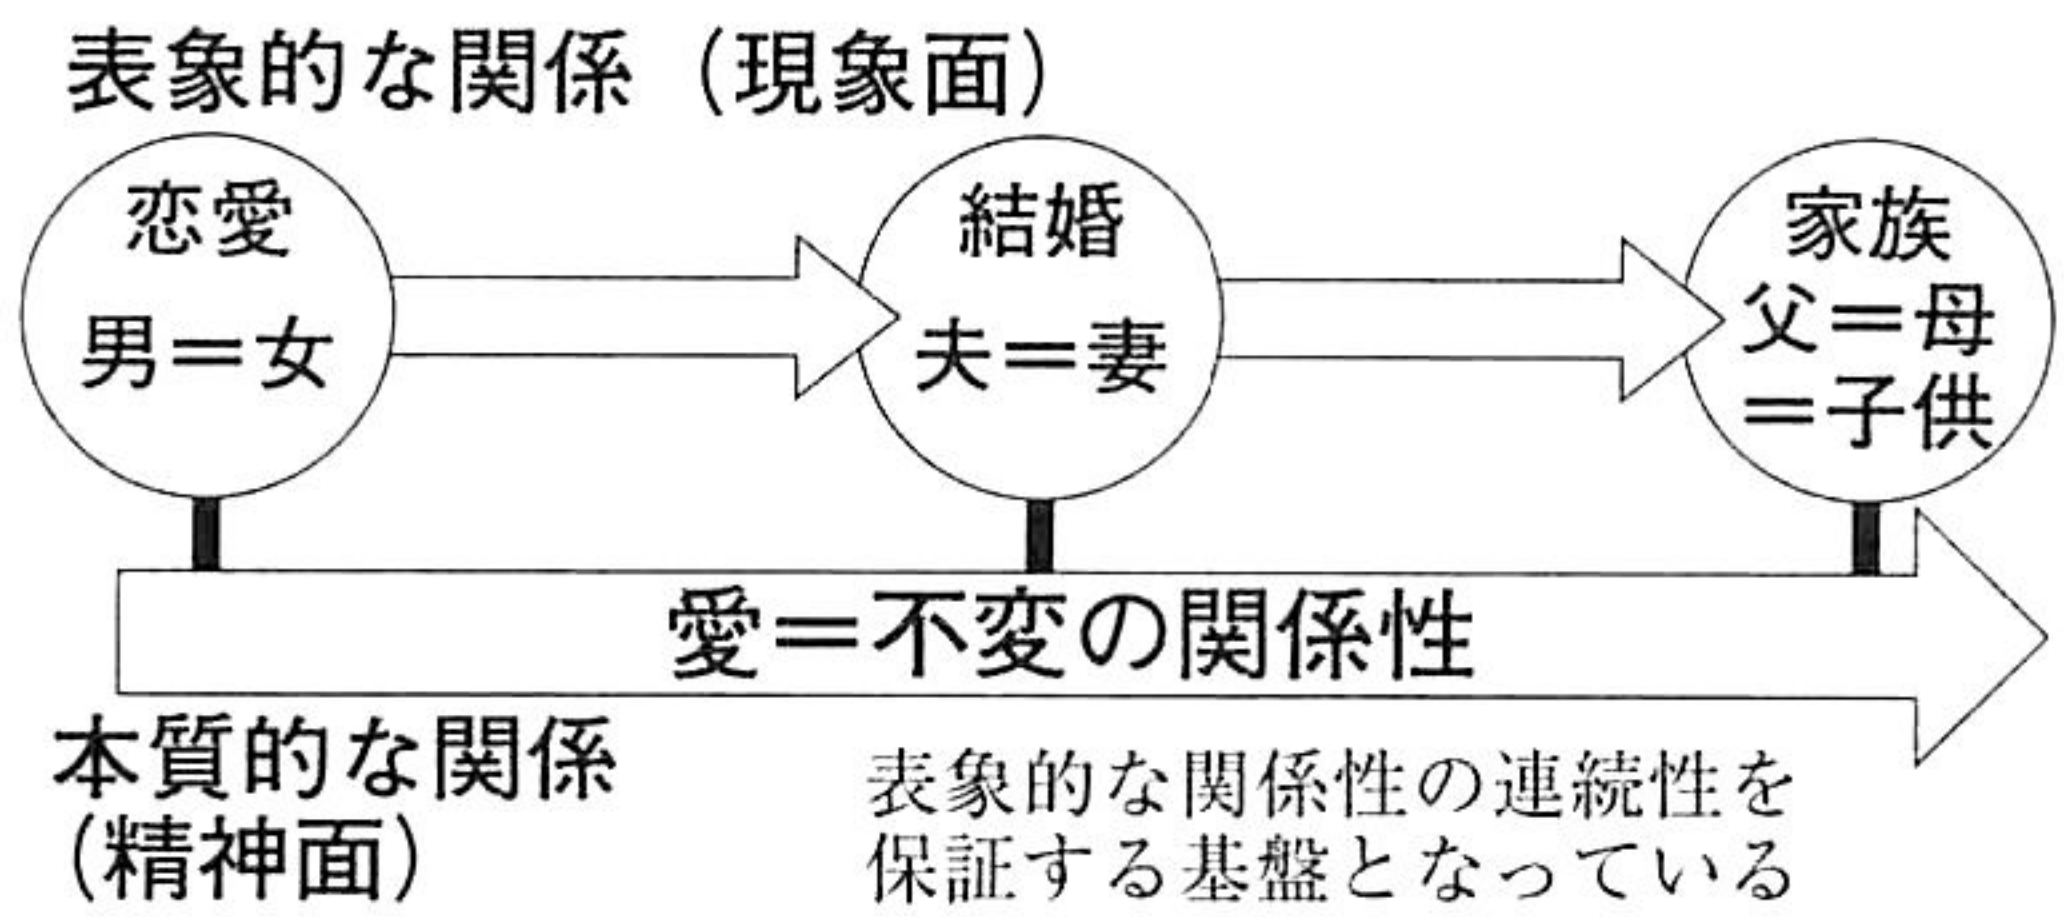 表象的な関係（現象面）
恋愛
男＝女
結婚
夫＝妻
家族
父＝母
＝子供
愛＝不変の関係性
本質的な関係
（精神面）
表象的な関係性の連続性を
保証する基盤となっている